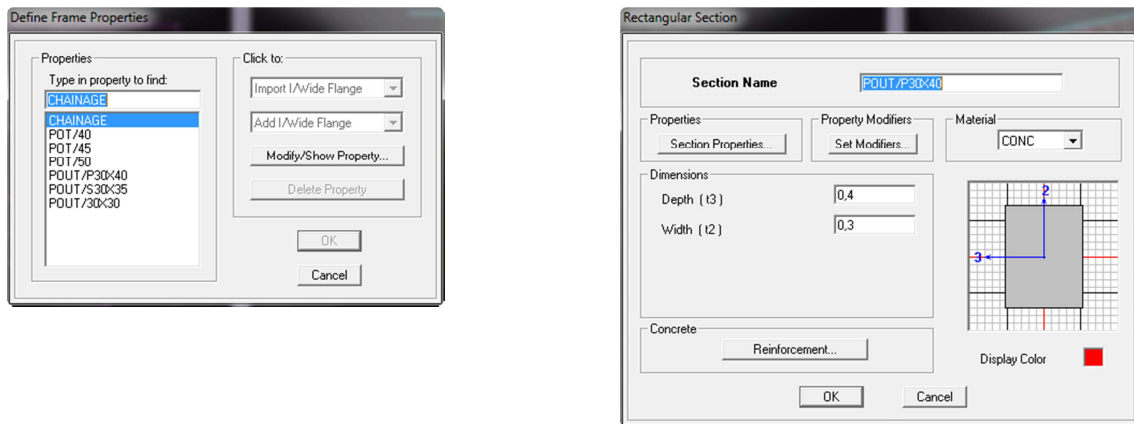 Define Frame Properties
Properties
Type in property to find:
CHAINAGE
CHAINAGE
POT/40
POT/45
POT/50
POUT/P30X40
POUT/S30X35
POUT/30X30
Click to:
Import I/Wide Flange
Add I/Wide Flange
Modify/Show Property...
Delete Property
OK
Cancel
Rectangular Section
Section Name POUT/P30X40
Properties
Section Properties...
Property Modifiers
Set Modifiers...
Material
CONC
Dimensions
Depth ( t3 ) 0,4
Width ( t2 ) 0,3
2
3
Concrete
Reinforcement...
Display Color
OK Cancel